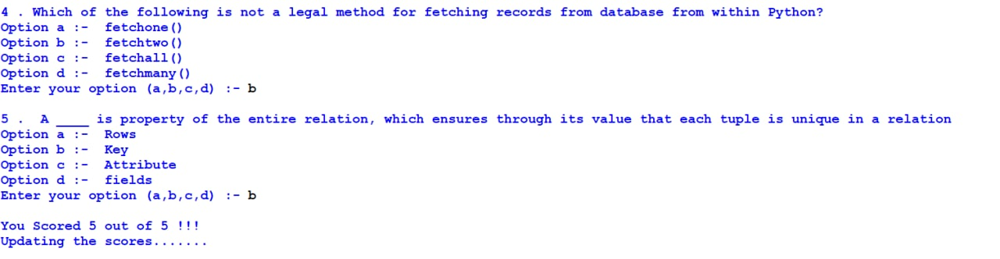 4 . Which of the following is not a legal method for fetching records from database from within Python?
Option a :-  fetchone()
Option b :-  fetchtwo()
Option c :-  fetchall()
Option d :-  fetchmany()
Enter your option (a,b,c,d) :- b
5 .  A ____ is property of the entire relation, which ensures through its value that each tuple is unique in a relation
Option a :-  Rows
Option b :-  Key
Option c :-  Attribute
Option d :-  fields
Enter your option (a,b,c,d) :- b
You Scored 5 out of 5 !!!
Updating the scores.......